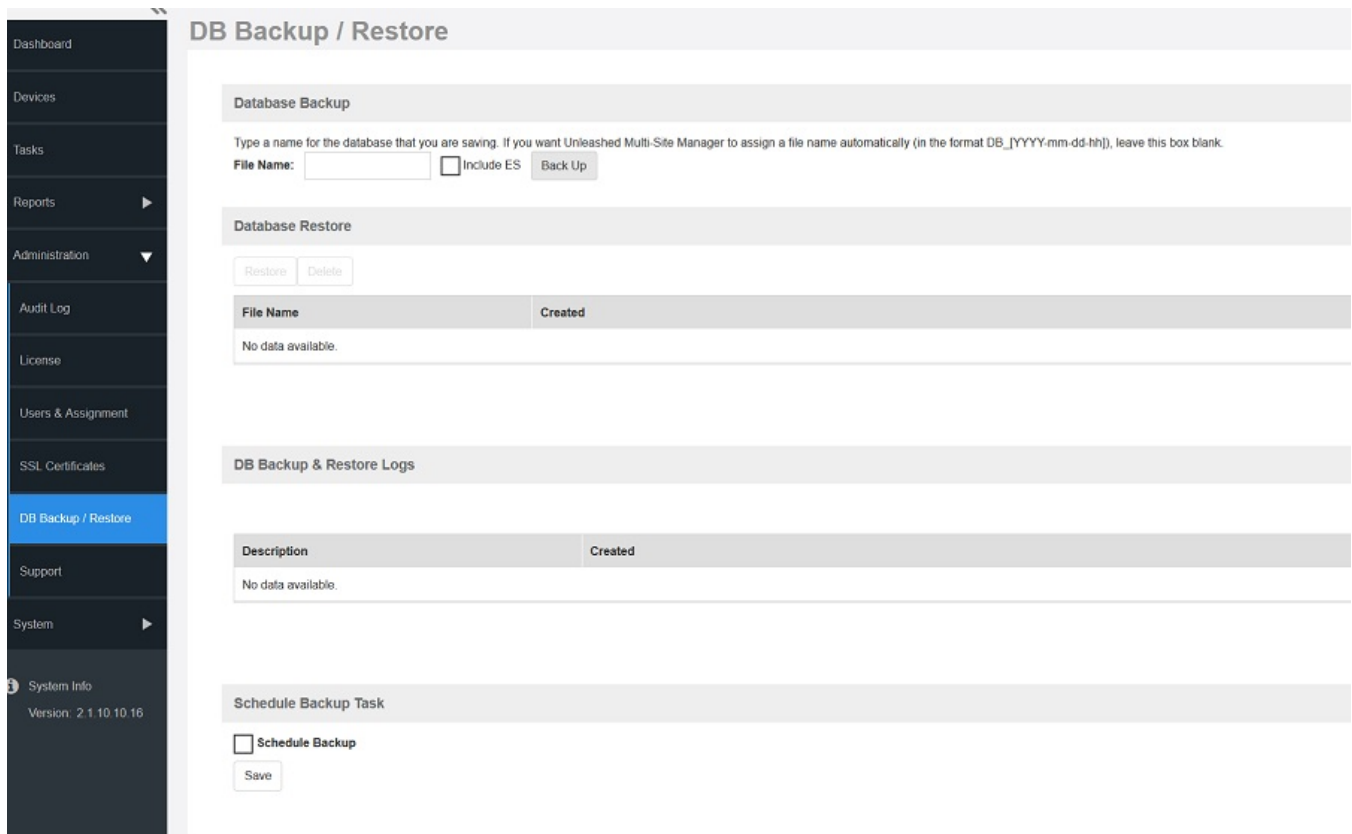 DB Backup / Restore
Dashboard
Devices
Tasks
Reports
Administration
Audit Log
License
Users & Assignment
SSL Certificates
DB Backup / Restore
Support
System
System Info
Version: 2.1.10.10.16
Database Backup
Type a name for the database that you are saving. If you want Unleashed Multi-Site Manager to assign a file name automatically (in the format DB_[YYYY-mm-dd-hh]), leave this box blank.
File Name: Include ES Back Up
Database Restore
Restore Delete
File Name Created
No data available.
DB Backup & Restore Logs
Description Created
No data available.
Schedule Backup Task
Schedule Backup
Save